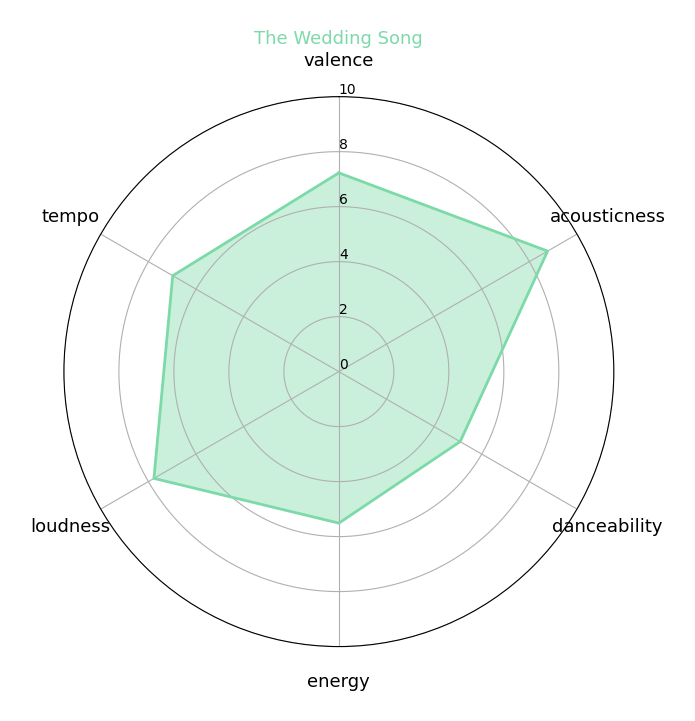 The Wedding Song
valence
10
8
6
4
2
0
tempo
acousticness
loudness
danceability
energy